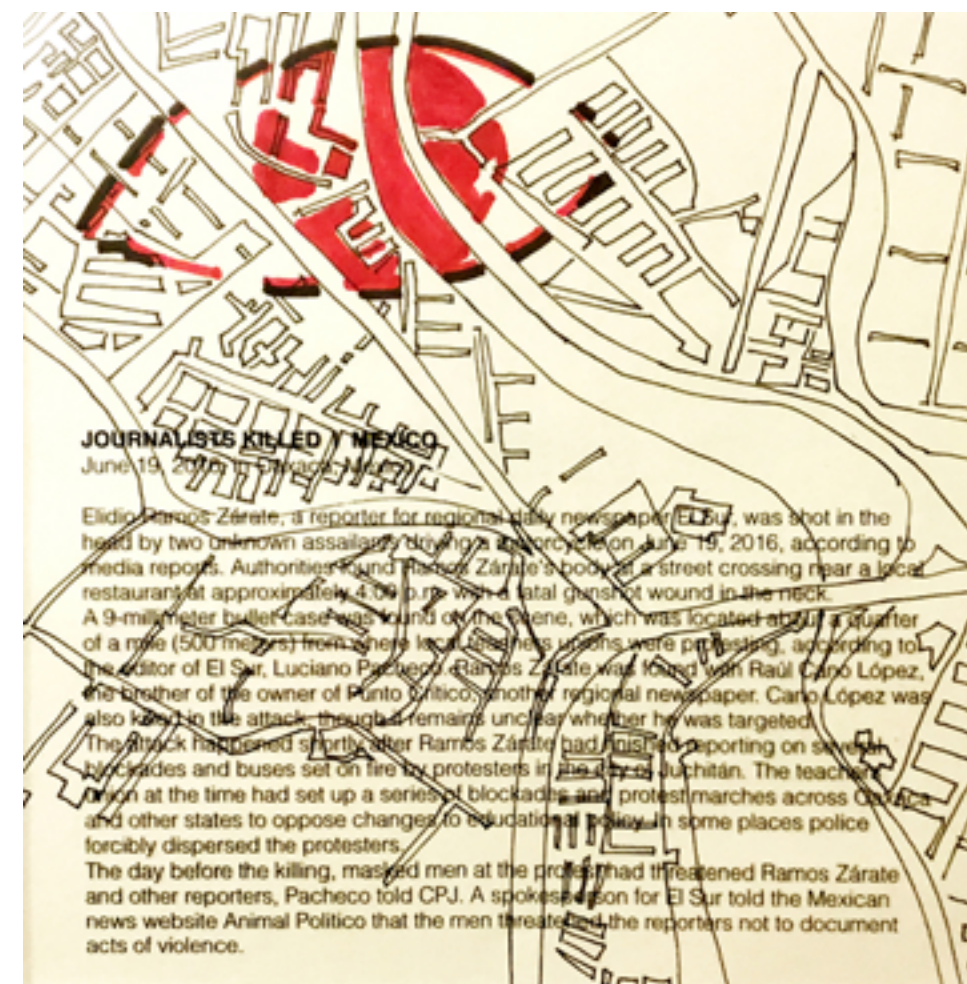 JOURNALISTS KILLED Y MEXICO
June 19, 2016, in Oaxaca, Mexico
Elidio Ramos Zárate, a reporter for regional daily newspaper El Sur, was shot in the
head by two unknown assailants driving a motorcycle on June 19, 2016, according to
media reports. Authorities found Ramos Zárate's body at a street crossing near a local
restaurant at approximately 4:00 p.m. with a fatal gunshot wound in the neck.
A 9-millimeter bullet case was found on the scene, which was located about a quarter
of a mile (500 meters) from where local teachers unions were protesting, according to
the editor of El Sur, Luciano Pacheco. Ramos Zárate was found with Raúl Cano López,
the brother of the owner of Punto Crítico, another regional newspaper. Cano López was
also killed in the attack, though it remains unclear whether he was targeted.
The attack happened shortly after Ramos Zárate had finished reporting on several
blockades and buses set on fire by protesters in the city of Juchitán. The teachers
union at the time had set up a series of blockades and protest marches across Oaxaca
and other states to oppose changes to educational policy. In some places police
forcibly dispersed the protesters.
The day before the killing, masked men at the protest had threatened Ramos Zárate
and other reporters, Pacheco told CPJ. A spokesperson for El Sur told the Mexican
news website Animal Politico that the men threatened the reporters not to document
acts of violence.